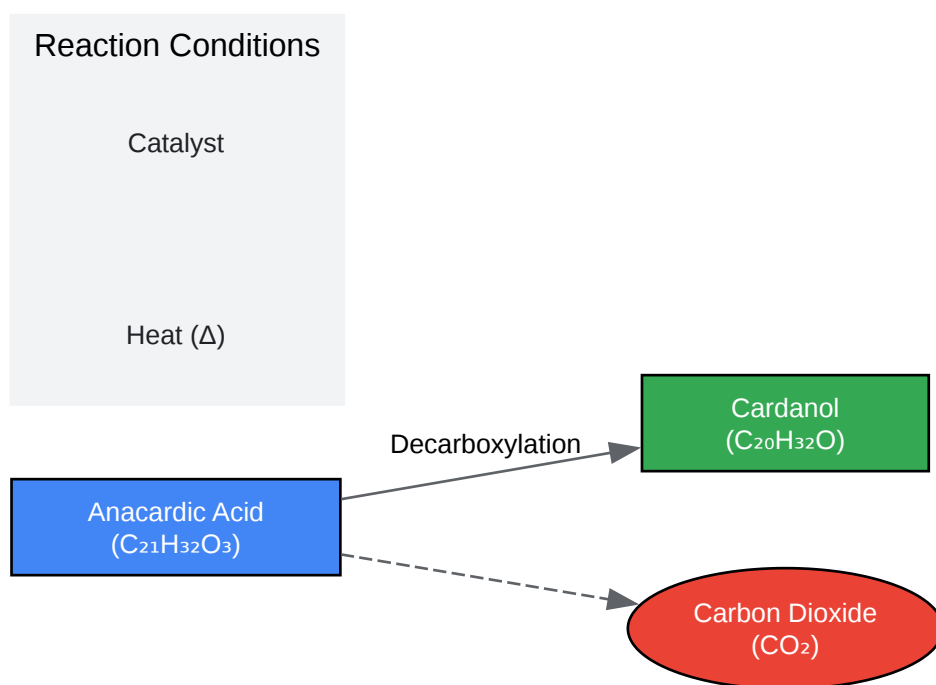 Reaction Conditions
Catalyst
Heat (Δ)
Decarboxylation
Cardanol
(C₂₀H₃₂O)
Anacardic Acid
(C₂₁H₃₂O₃)
Carbon Dioxide
(CO₂)